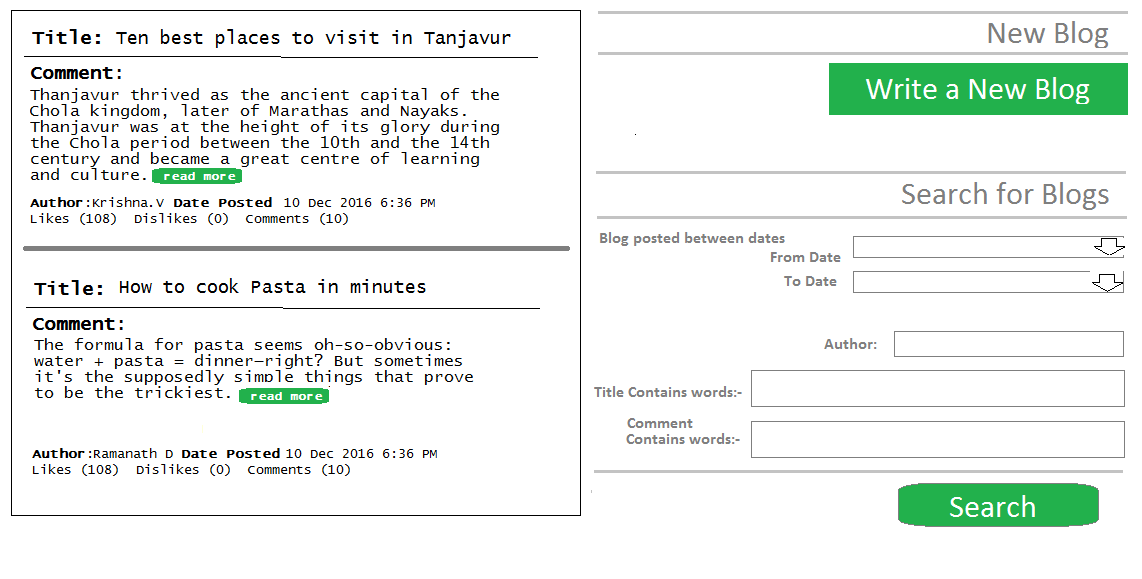 Title: Ten best places to visit in Tanjavur
Comment:
Thanjavur thrived as the ancient capital of the
Chola kingdom, later of Marathas and Nayaks.
Thanjavur was at the height of its glory during
the Chola period between the 10th and the 14th
century and became a great centre of learning
and culture. read more
Author:Krishna.V Date Posted 10 Dec 2016 6:36 PM
Likes (108) Dislikes (0) Comments (10)
Title: How to cook Pasta in minutes
Comment:
The formula for pasta seems oh-so-obvious:
water + pasta = dinner—right? But sometimes
it's the supposedly simple things that prove
to be the trickiest. read more
Author:Ramanath D Date Posted 10 Dec 2016 6:36 PM
Likes (108) Dislikes (0) Comments (10)
New Blog
Write a New Blog
Search for Blogs
Blog posted between dates
From Date
To Date
Author:
Title Contains words:-
Comment
Contains words:-
Search